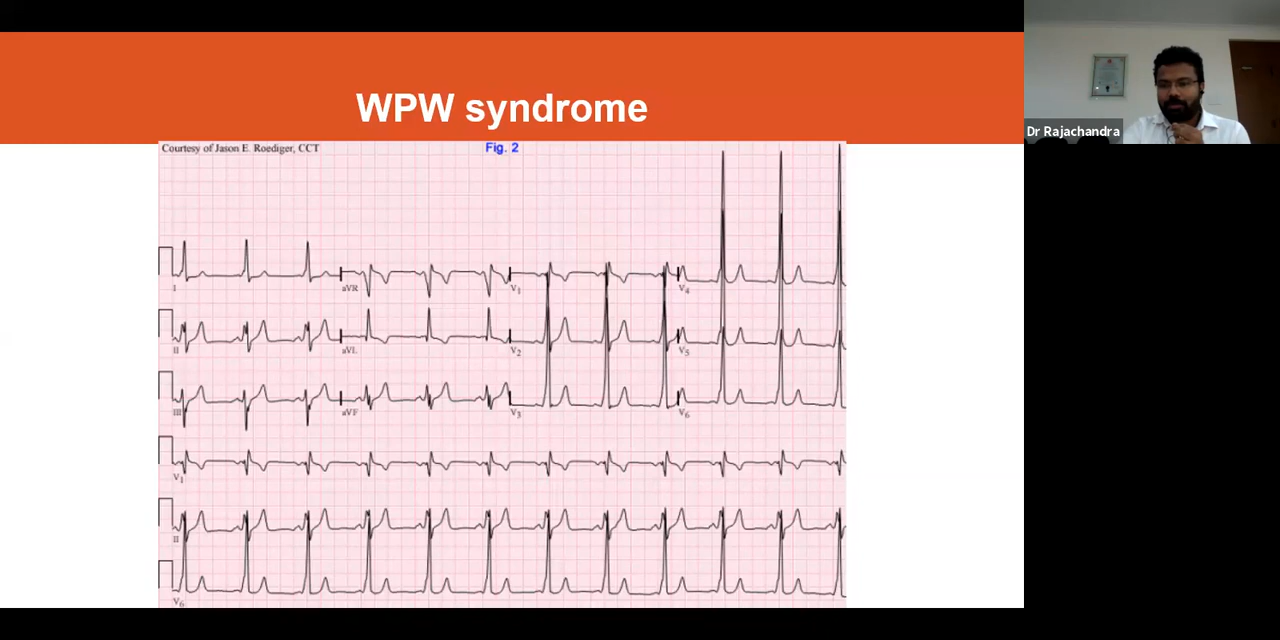 WPW syndrome
Courtesy of Jason E. Roediger, CCT
Fig. 2
Dr Rajachandra
I
aVR
V1
V4
II
aVL
V2
V5
III
aVF
V3
V6
V1
II
V6